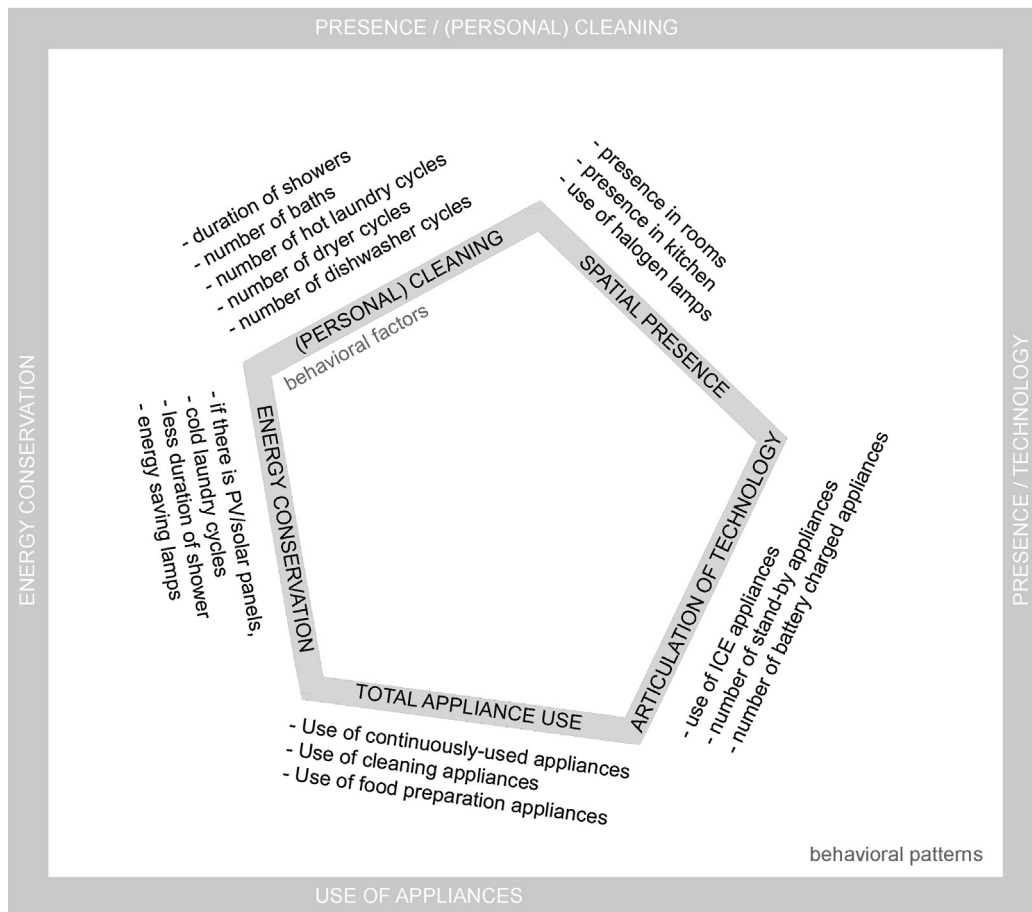 PRESENCE / (PERSONAL) CLEANING
- duration of showers
- number of baths
- number of hot laundry cycles
- number of dryer cycles
- number of dishwasher cycles
(PERSONAL) CLEANING
behavioral factors
- presence in rooms
- presence in kitchen
- use of halogen lamps
SPATIAL PRESENCE
ENERGY CONSERVATION
- if there is PV/solar panels,
- cold laundry cycles
- less duration of shower
- energy saving lamps
ENERGY CONSERVATION
ARTICULATION OF TECHNOLOGY
- use of ICE appliances
- number of stand-by appliances
- number of battery charged appliances
PRESENCE / TECHNOLOGY
TOTAL APPLIANCE USE
- Use of continuously-used appliances
- Use of cleaning appliances
- Use of food preparation appliances
behavioral patterns
USE OF APPLIANCES